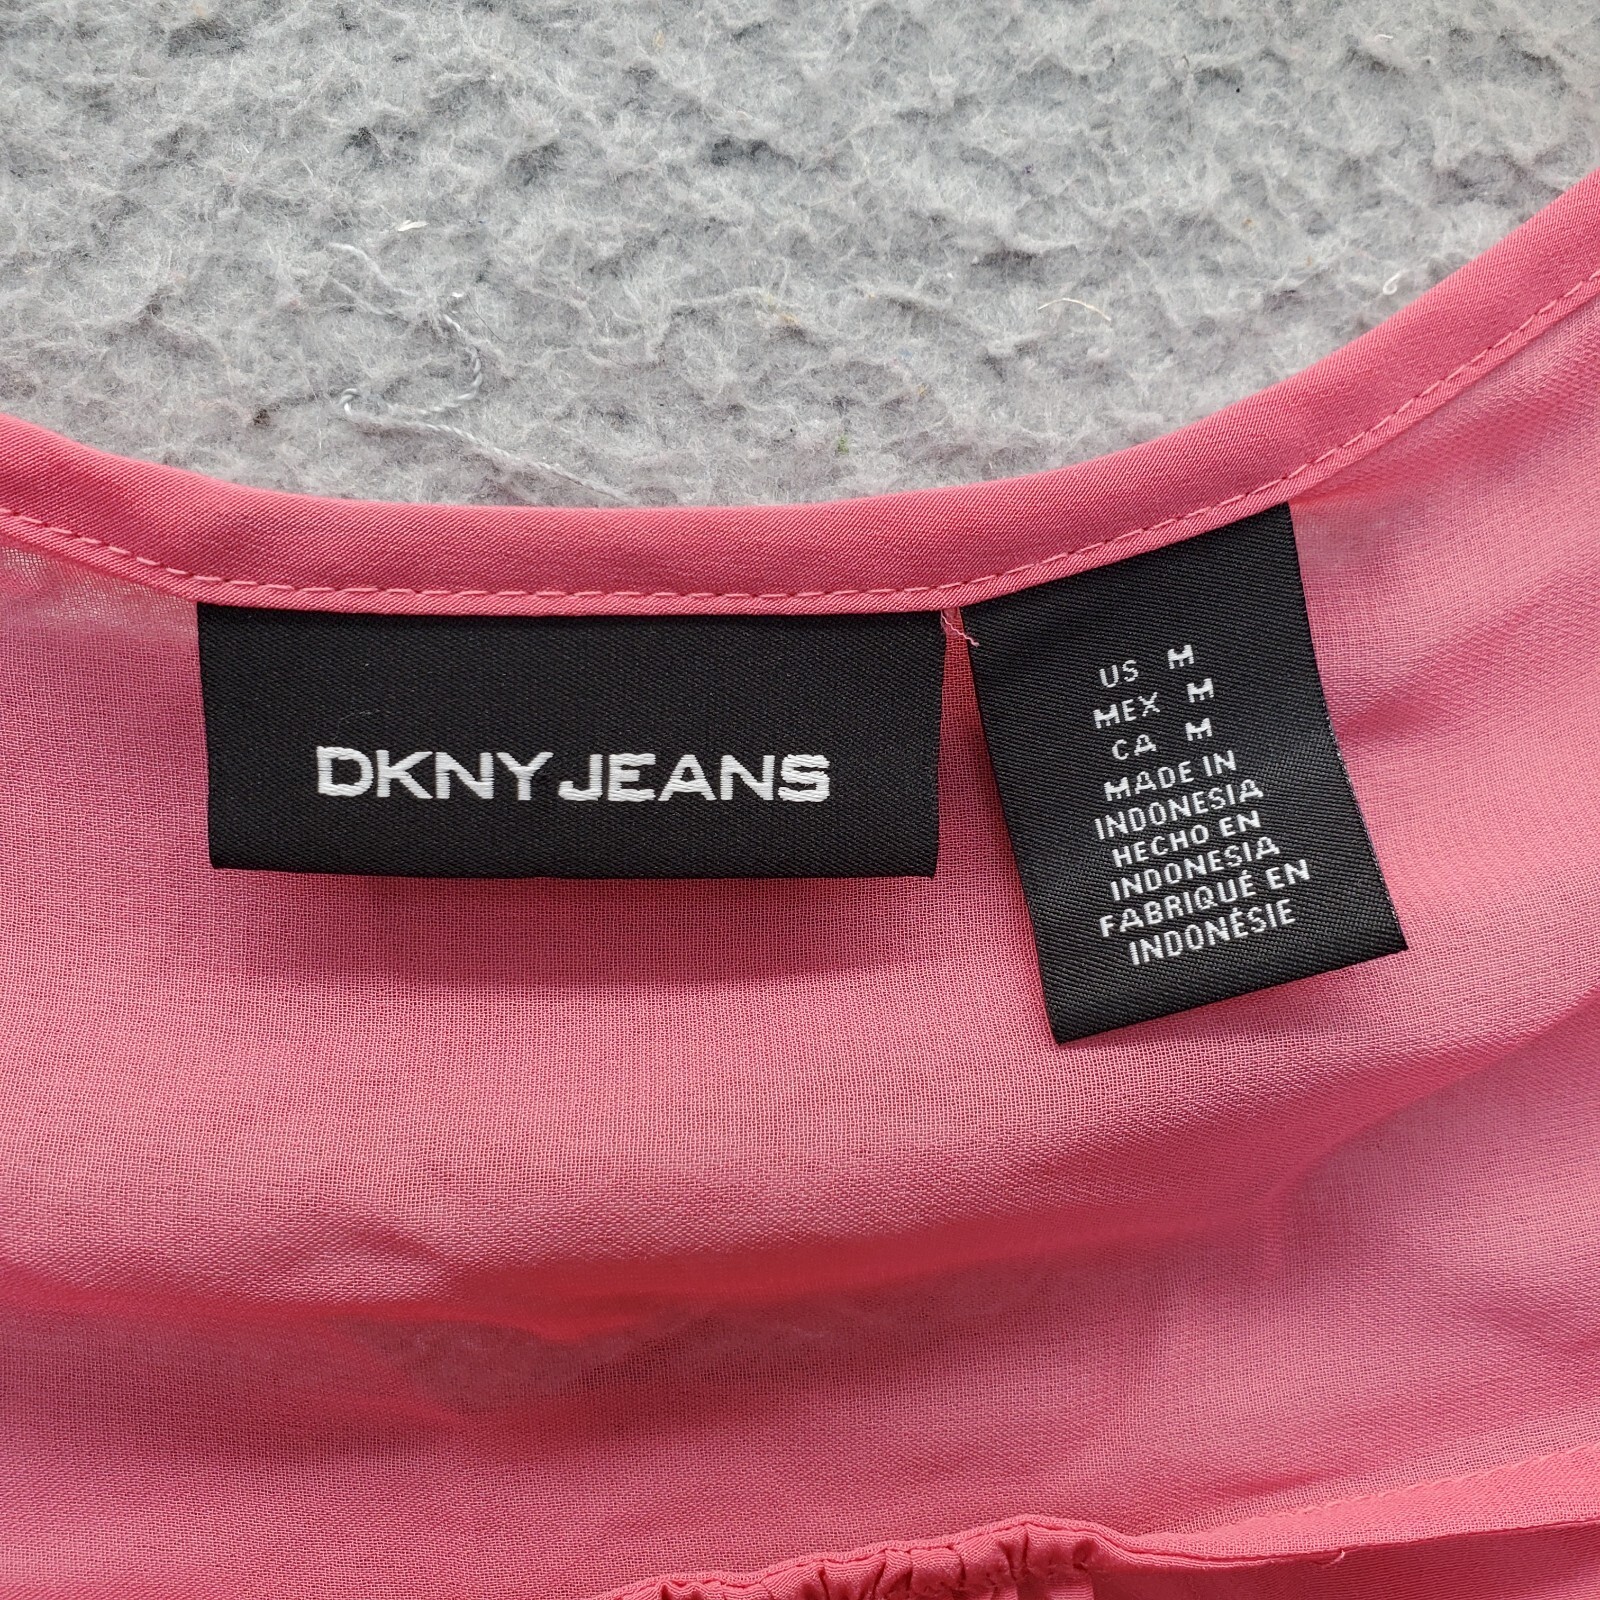 DKNY JEANS
US M
MEX M
CA M
MADE IN
INDONESIA
HECHO EN
INDONESIA
FABRIQUÉ EN
INDONÉSIE